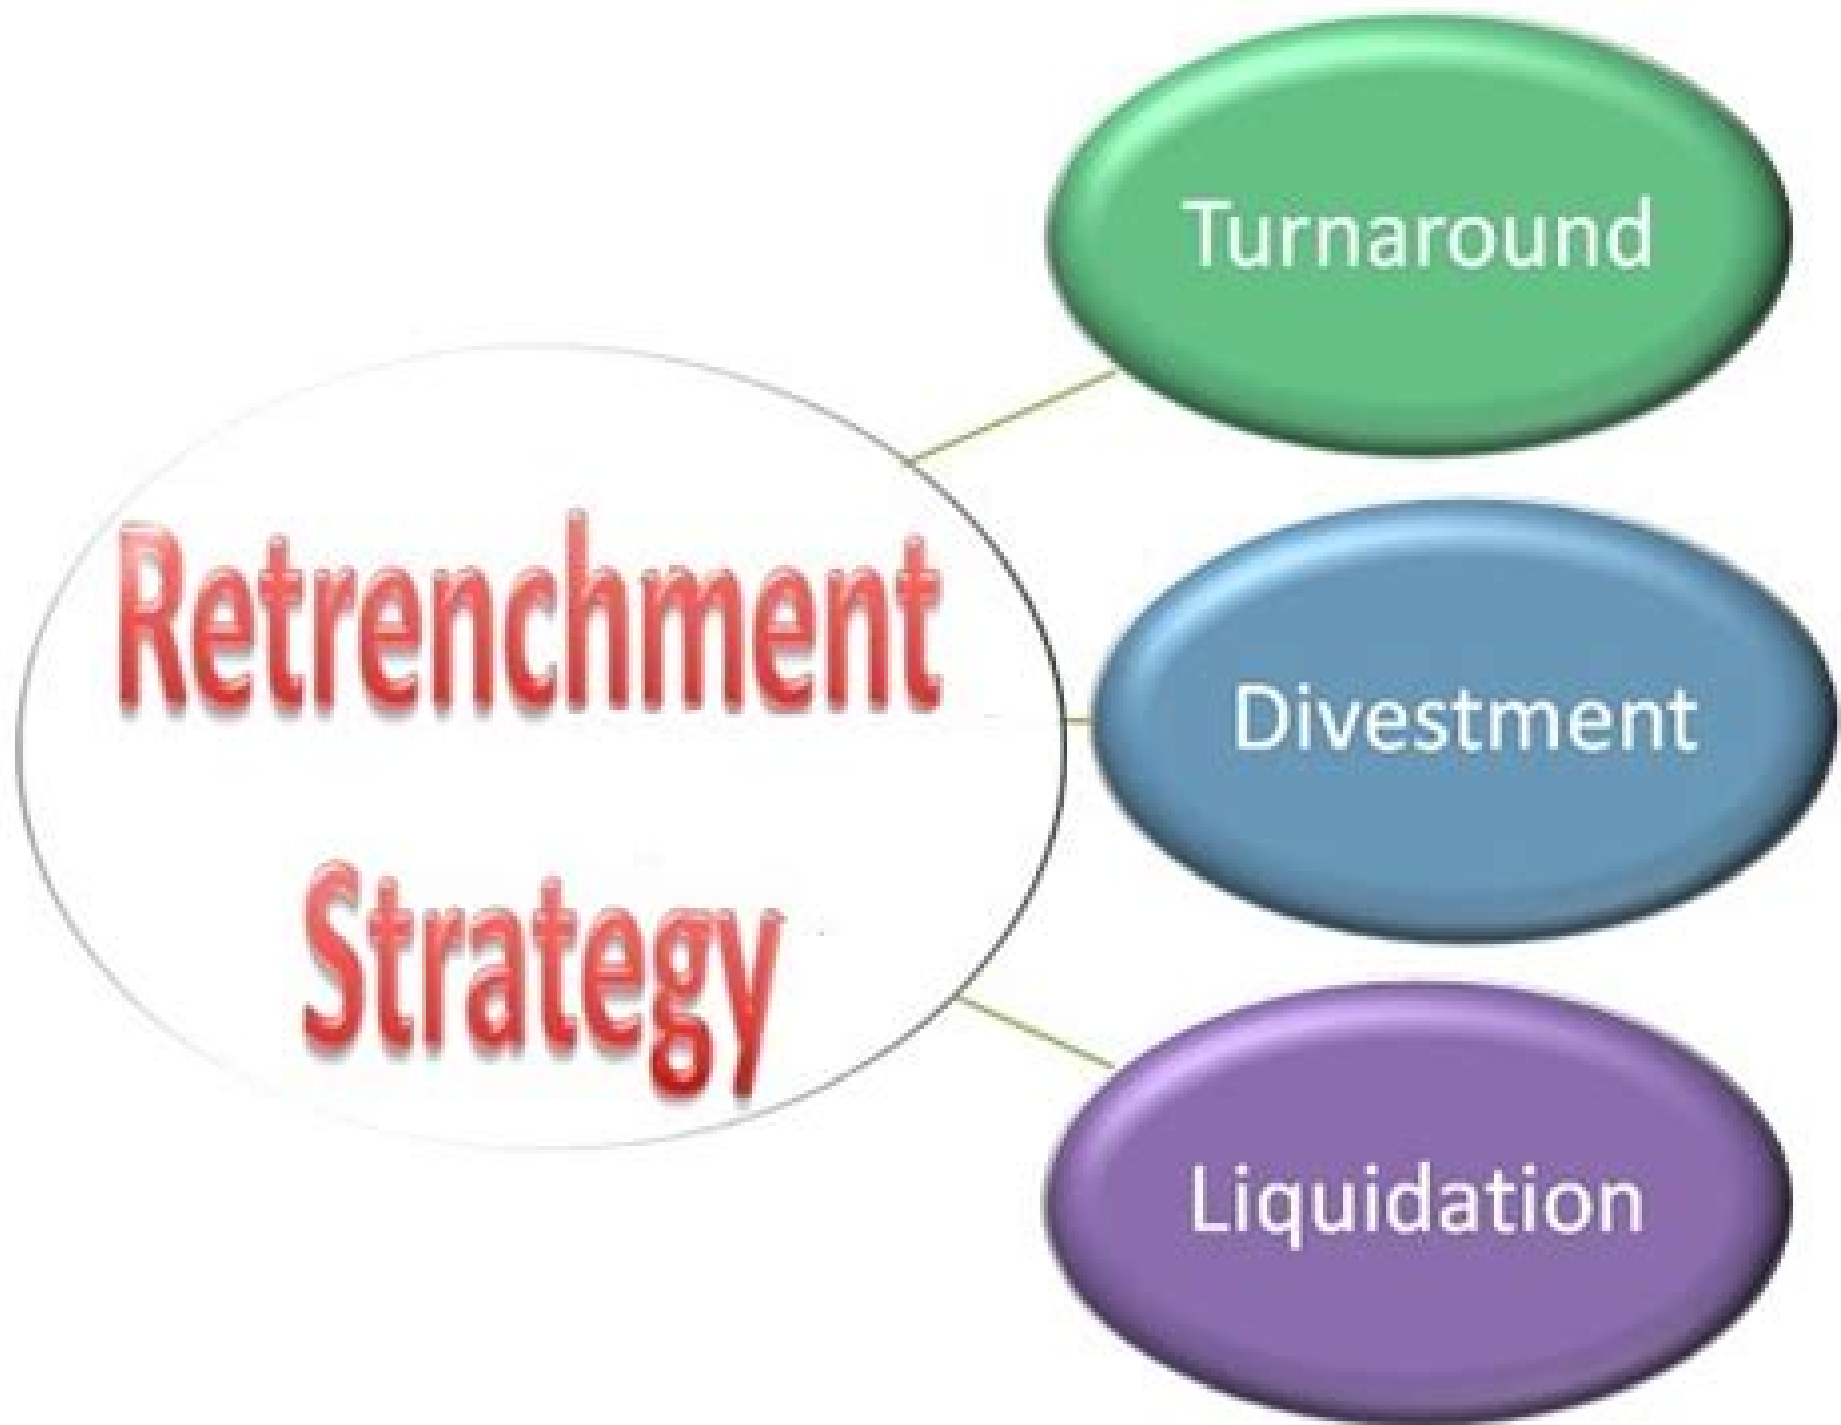 Retrenchment
Strategy
Turnaround
Divestment
Liquidation